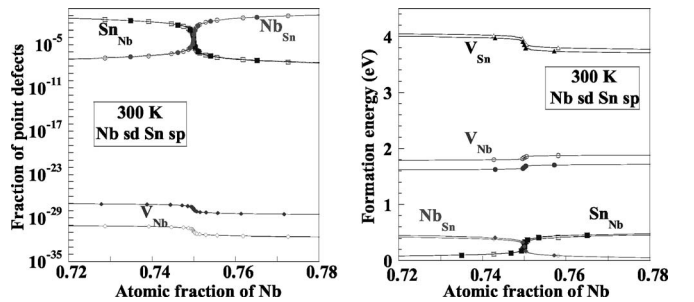 Fraction of point defects
10⁻⁵
10⁻¹¹
10⁻¹⁷
10⁻²³
10⁻²⁹
10⁻³⁵
Sn_Nb
Nb_Sn
300 K
Nb sd Sn sp
V_Nb
0.72 0.74 0.76 0.78
Atomic fraction of Nb
Formation energy (eV)
4
3
2
1
0
V_Sn
300 K
Nb sd Sn sp
V_Nb
Nb_Sn
Sn_Nb
0.72 0.74 0.76 0.78
Atomic fraction of Nb